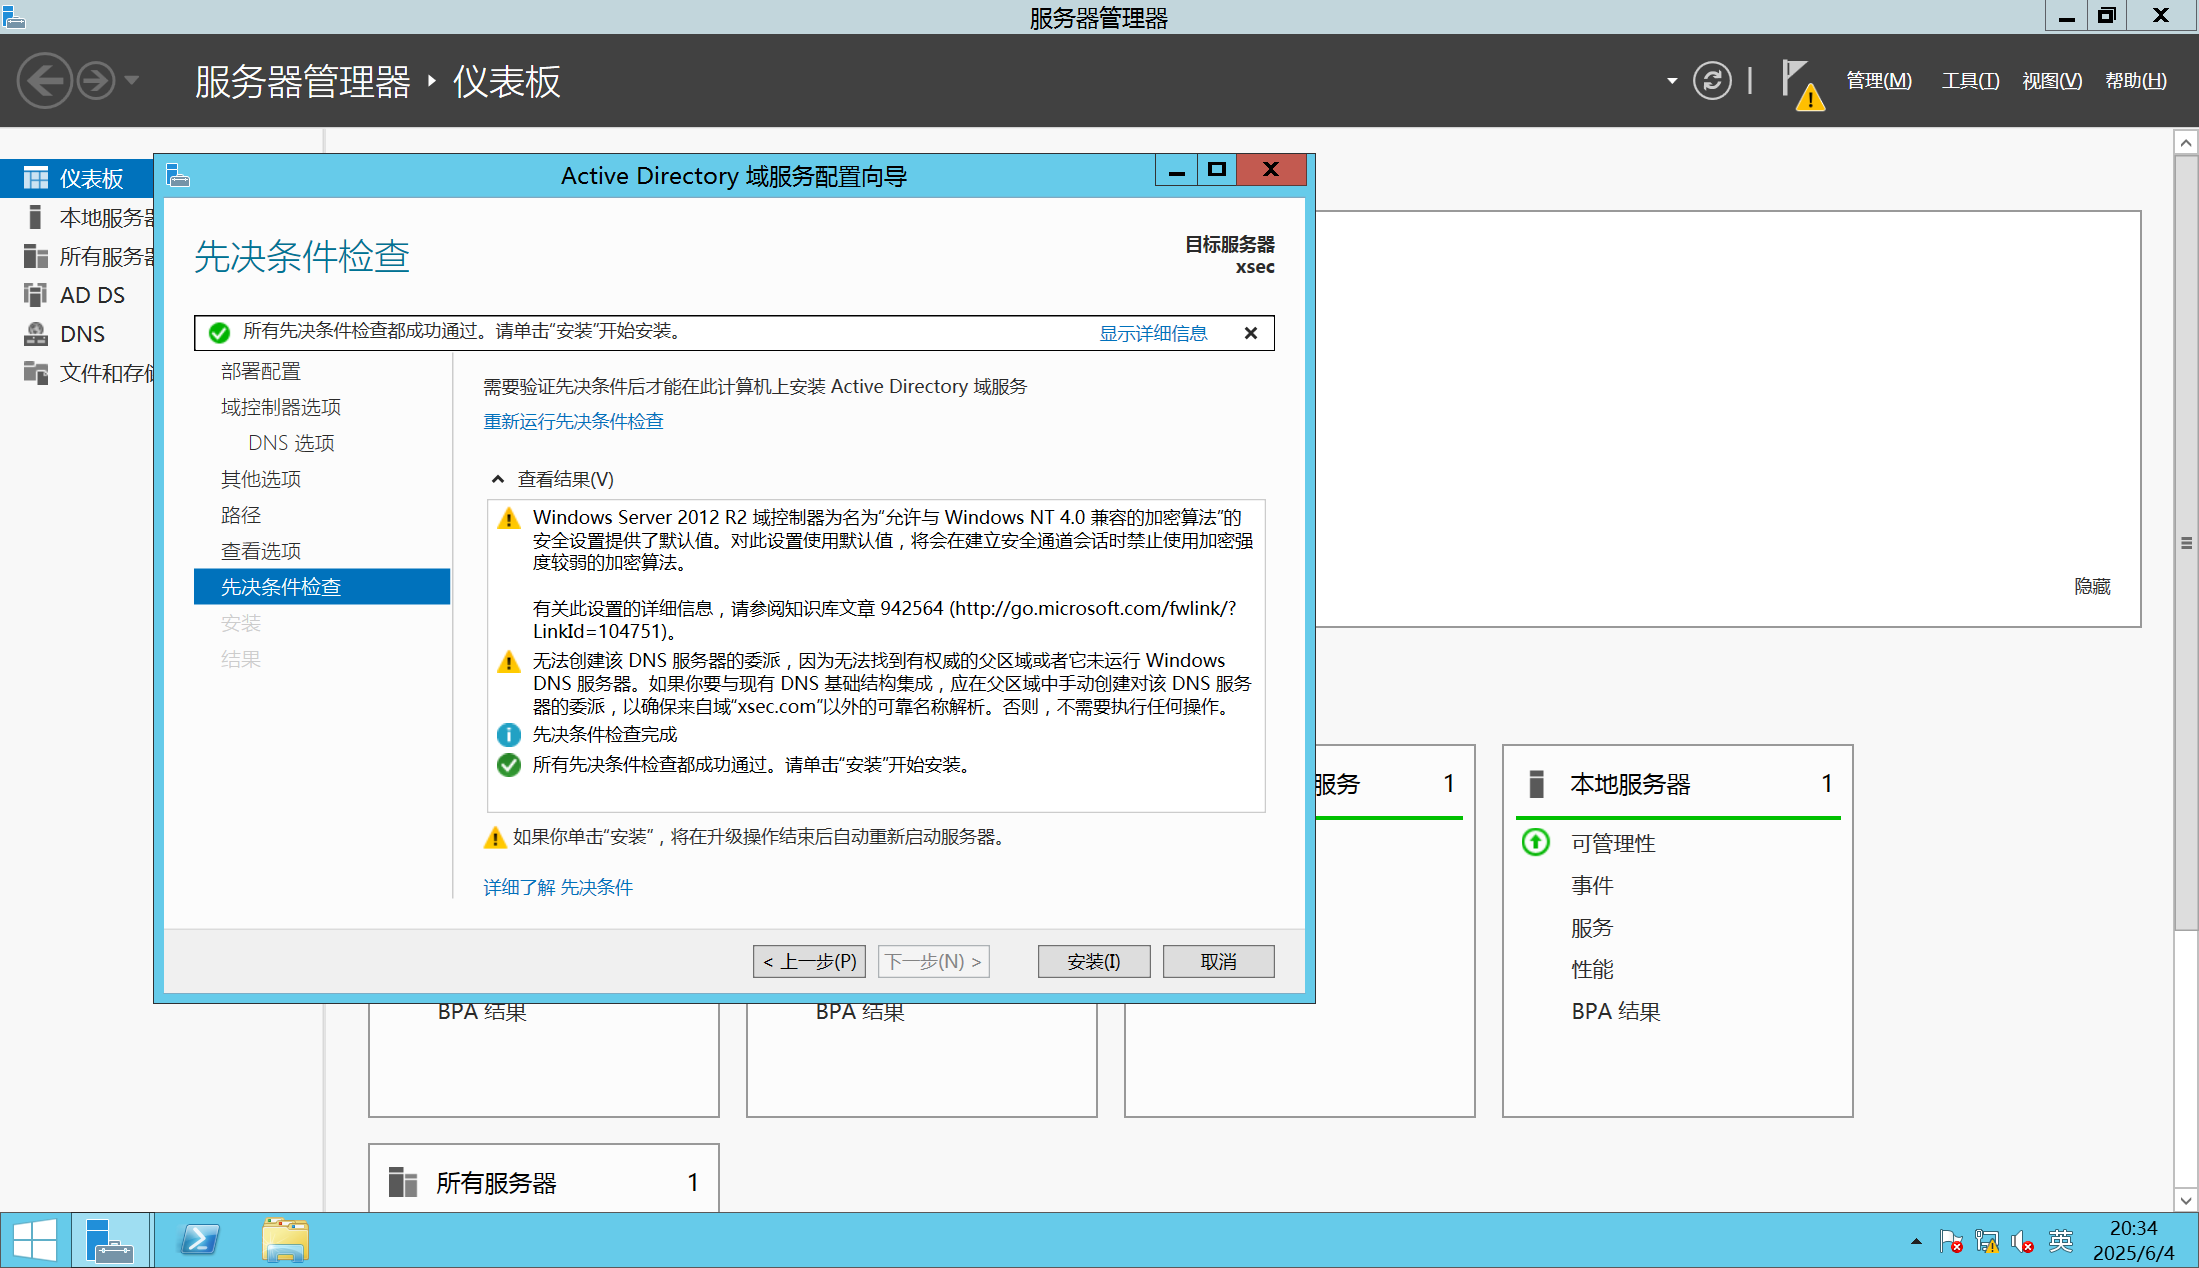 服务器管理器
服务器管理器 ‣ 仪表板
管理(M) 工具(T) 视图(V) 帮助(H)
仪表板
本地服务器
所有服务器
AD DS
DNS
文件和存储
Active Directory 域服务配置向导
先决条件检查
目标服务器
xsec
所有先决条件检查都成功通过。请单击“安装”开始安装。
显示详细信息
部署配置
域控制器选项
DNS 选项
其他选项
路径
查看选项
先决条件检查
安装
结果
需要验证先决条件后才能在此计算机上安装 Active Directory 域服务
重新运行先决条件检查
查看结果(V)
Windows Server 2012 R2 域控制器为名为“允许与 Windows NT 4.0 兼容的加密算法”的
安全设置提供了默认值。对此设置使用默认值，将会在建立安全通道会话时禁止使用加密强
度较弱的加密算法。
有关此设置的详细信息，请参阅知识库文章 942564 (http://go.microsoft.com/fwlink/?
LinkId=104751)。
无法创建该 DNS 服务器的委派，因为无法找到有权威的父区域或者它未运行 Windows
DNS 服务器。如果你要与现有 DNS 基础结构集成，应在父区域中手动创建对该 DNS 服务
器的委派，以确保来自域“xsec.com”以外的可靠名称解析。否则，不需要执行任何操作。
先决条件检查完成
所有先决条件检查都成功通过。请单击“安装”开始安装。
如果你单击“安装”，将在升级操作结束后自动重新启动服务器。
详细了解 先决条件
< 上一步(P)
下一步(N) >
安装(I)
取消
隐藏
服务 1
本地服务器 1
可管理性
事件
服务
性能
BPA 结果
BPA 结果
BPA 结果
所有服务器 1
英
20:34
2025/6/4